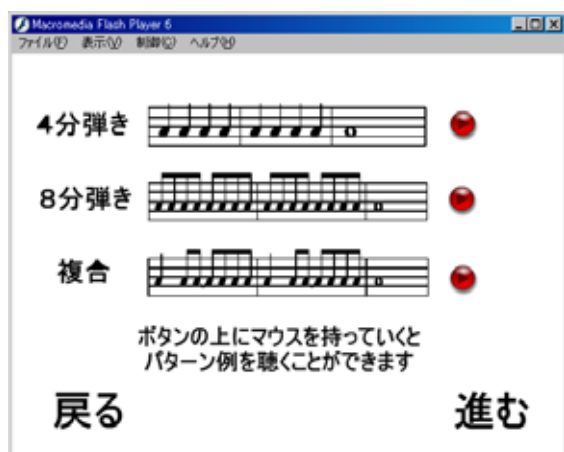 Macromedia Flash Player 6
ファイル(F) 表示(V) 制御(C) ヘルプ(H)
4分弾き
8分弾き
複合
ボタンの上にマウスを持っていくと
パターン例を聴くことができます
戻る 進む